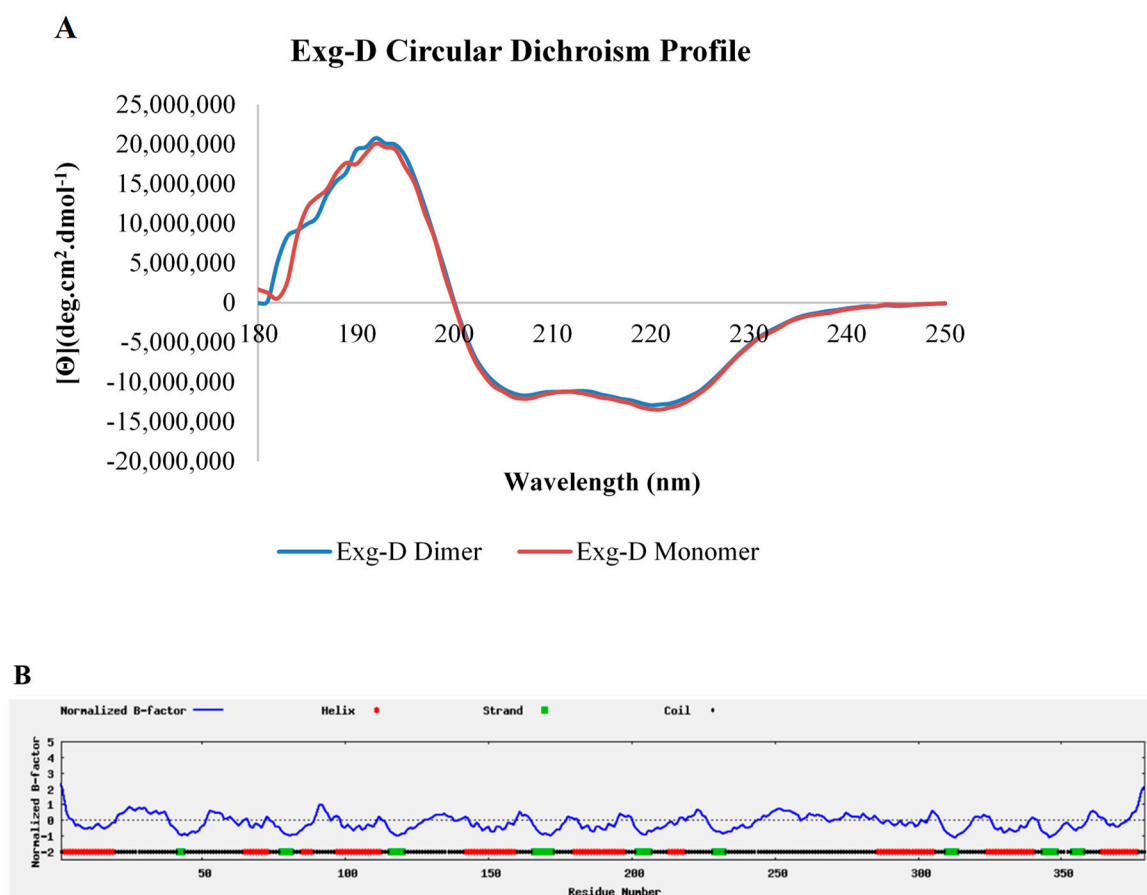 A
Exg-D Circular Dichroism Profile
[Θ](deg.cm².dmol⁻¹)
25,000,000
20,000,000
15,000,000
10,000,000
5,000,000
0
-5,000,000
-10,000,000
-15,000,000
-20,000,000
180 190 200 210 220 230 240 250
Wavelength (nm)
Exg-D Dimer Exg-D Monomer
B
Normalized B-factor Helix Strand Coil
Normalized B-factor
5
4
3
2
1
0
-1
-2
50 100 150 200 250 300 350
Residue Number